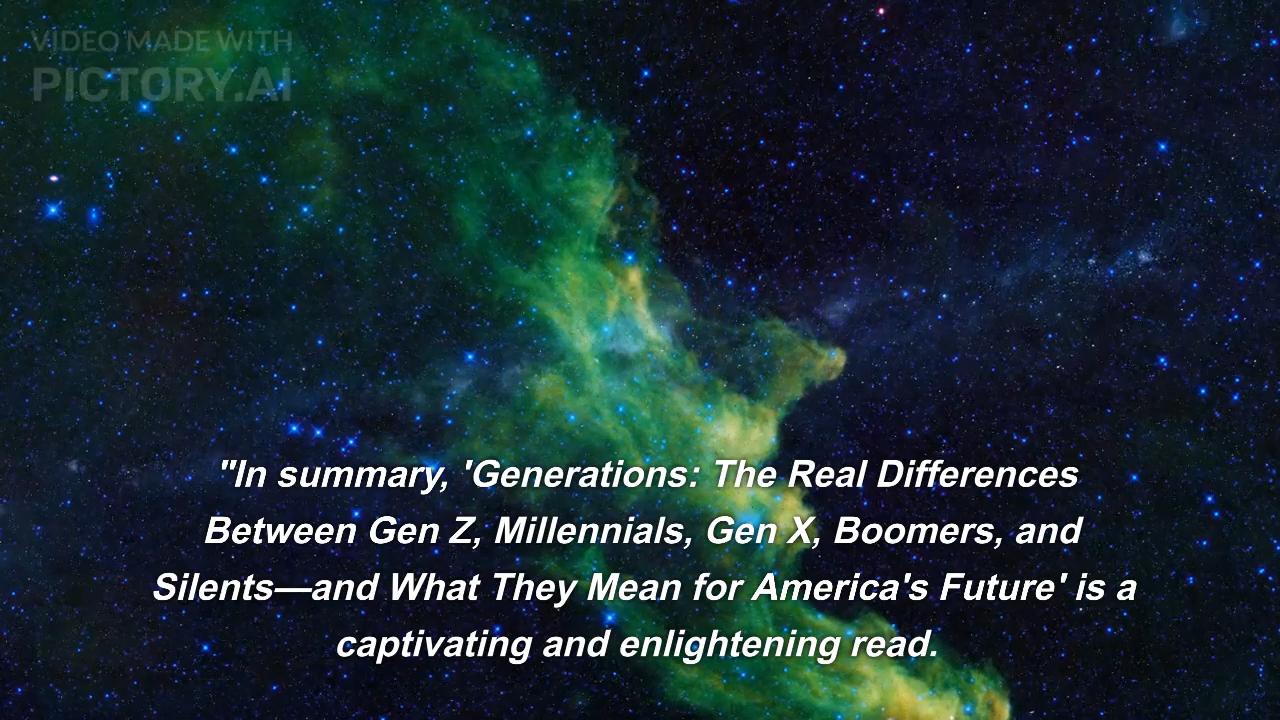 VIDEO MADE WITH
PICTORY.AI
"In summary, 'Generations: The Real Differences
Between Gen Z, Millennials, Gen X, Boomers, and
Silents—and What They Mean for America's Future' is a
captivating and enlightening read.